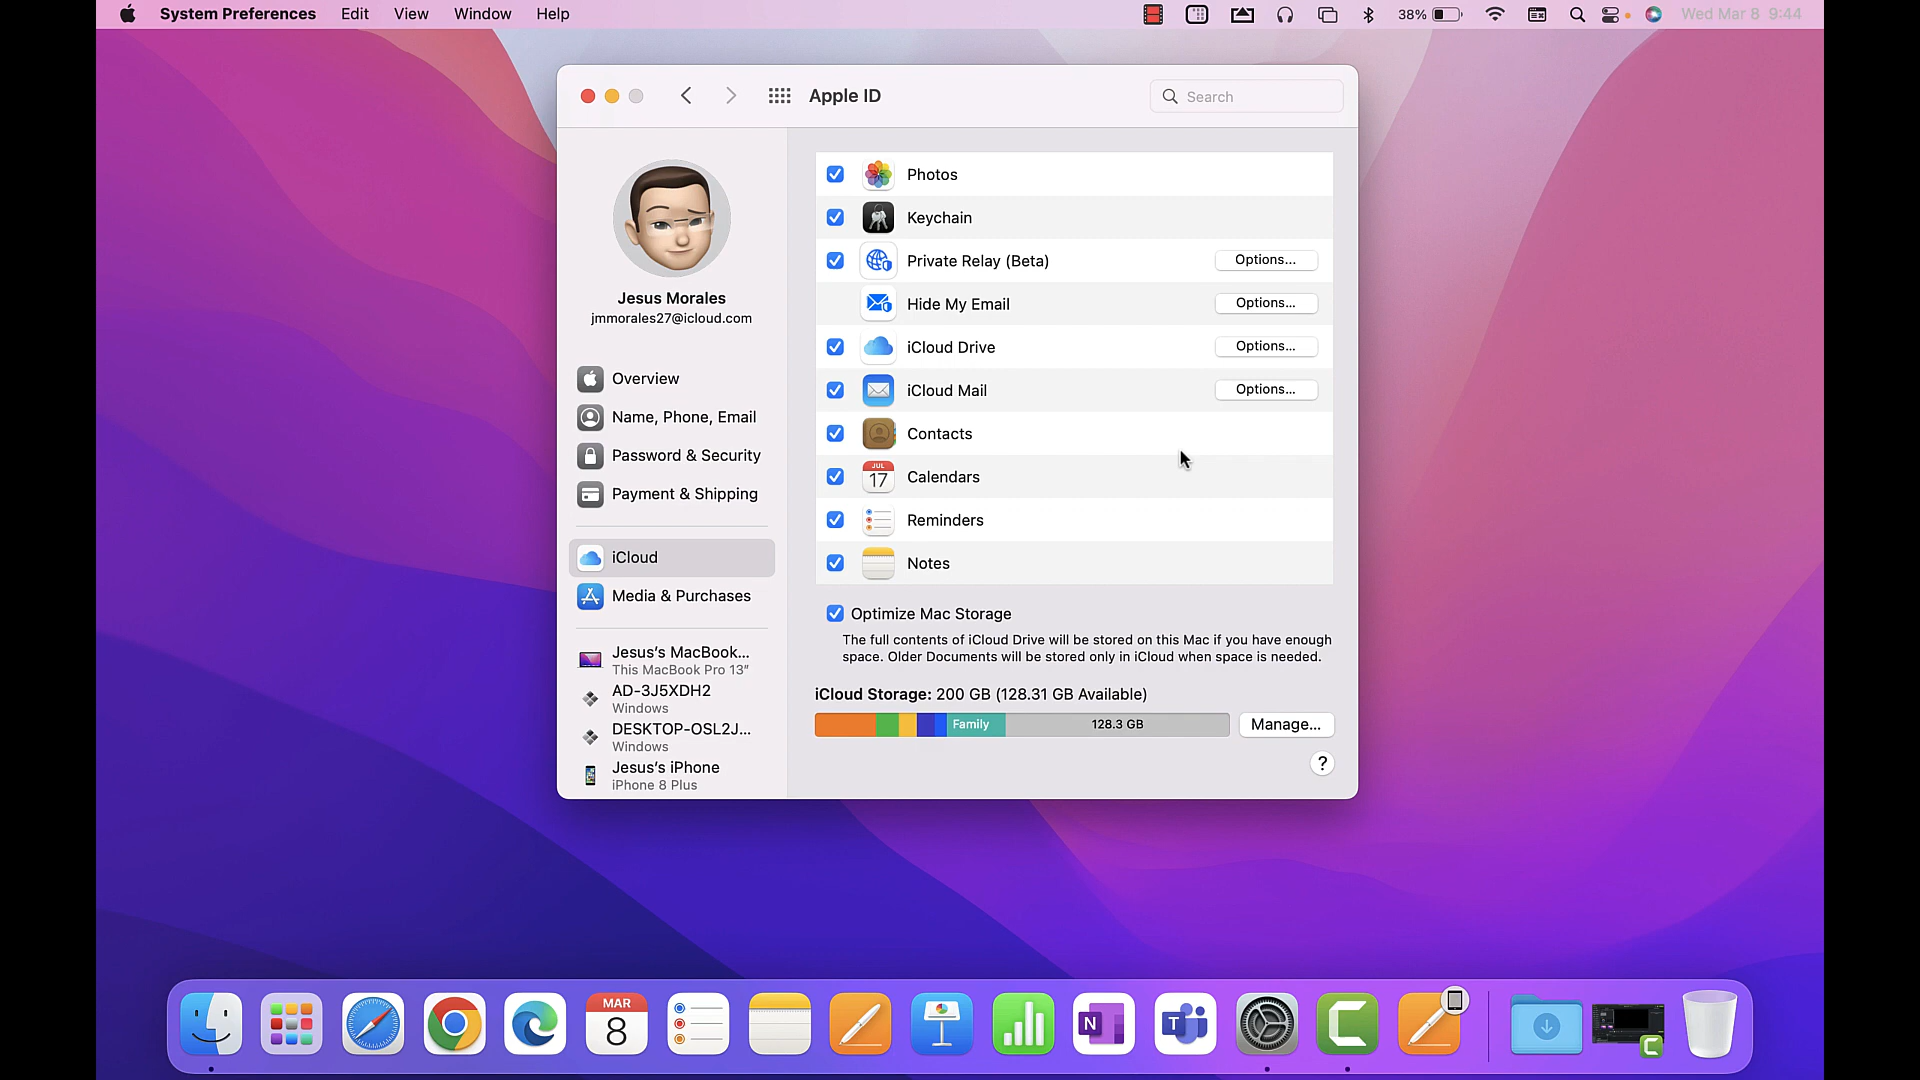 System Preferences Edit View Window Help 38% Wed Mar 8 9:44
Apple ID
Search
Jesus Morales
jmmorales27@icloud.com
Overview
Name, Phone, Email
Password & Security
Payment & Shipping
iCloud
Media & Purchases
Jesus's MacBook...
This MacBook Pro 13"
AD-3J5XDH2
Windows
DESKTOP-OSL2J...
Windows
Jesus's iPhone
iPhone 8 Plus
Photos
Keychain
Private Relay (Beta) Options...
Hide My Email Options...
iCloud Drive Options...
iCloud Mail Options...
Contacts
JUL
17
Calendars
Reminders
Notes
Optimize Mac Storage
The full contents of iCloud Drive will be stored on this Mac if you have enough
space. Older Documents will be stored only in iCloud when space is needed.
iCloud Storage: 200 GB (128.31 GB Available)
Family 128.3 GB Manage...
?
MAR
8
N
T